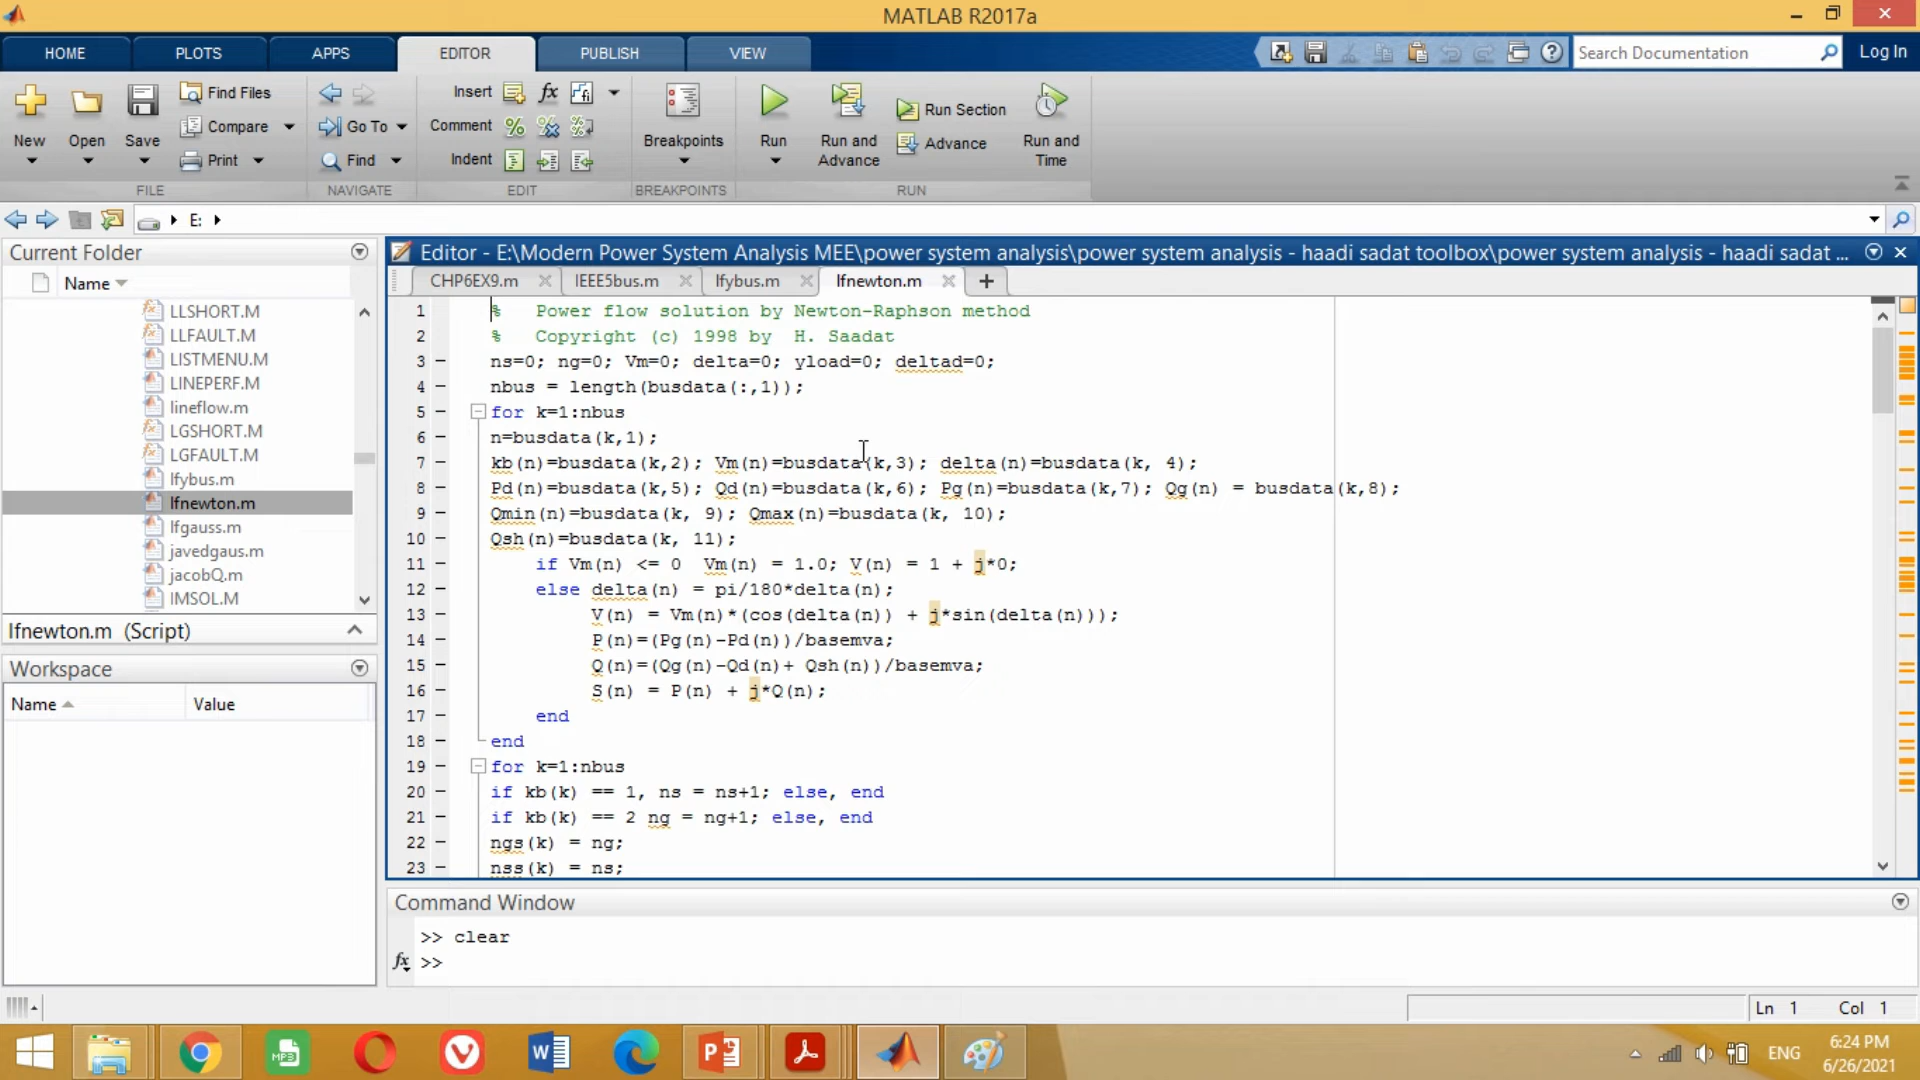 MATLAB R2017a
HOME PLOTS APPS EDITOR PUBLISH VIEW
Search Documentation Log In
New Open Save
Find Files
Compare
Print
FILE
Go To
Find
NAVIGATE
Insert fx
Comment
Indent
EDIT
Breakpoints
BREAKPOINTS
Run
Run and Advance
Run Section
Advance
Run and Time
RUN
E:
Current Folder
Name
LLSHORT.M
LLFAULT.M
LISTMENU.M
LINEPERF.M
lineflow.m
LGSHORT.M
LGFAULT.M
lfybus.m
lfnewton.m
lfgauss.m
javedgaus.m
jacobQ.m
IMSOL.M
lfnewton.m (Script)
Workspace
Name Value
Editor - E:\Modern Power System Analysis MEE\power system analysis\power system analysis - haadi sadat toolbox\power system analysis - haadi sadat ...
CHP6EX9.m IEEE5bus.m lfybus.m lfnewton.m
1 % Power flow solution by Newton-Raphson method
2 % Copyright (c) 1998 by H. Saadat
3 ns=0; ng=0; Vm=0; delta=0; yload=0; deltad=0;
4 nbus = length(busdata(:,1));
5 for k=1:nbus
6 n=busdata(k,1);
7 kb(n)=busdata(k,2); Vm(n)=busdata(k,3); delta(n)=busdata(k, 4);
8 Pd(n)=busdata(k,5); Qd(n)=busdata(k,6); Pg(n)=busdata(k,7); Qg(n) = busdata(k,8);
9 Qmin(n)=busdata(k, 9); Qmax(n)=busdata(k, 10);
10 Qsh(n)=busdata(k, 11);
11 if Vm(n) <= 0 Vm(n) = 1.0; V(n) = 1 + j*0;
12 else delta(n) = pi/180*delta(n);
13 V(n) = Vm(n)*(cos(delta(n)) + j*sin(delta(n)));
14 P(n)=(Pg(n)-Pd(n))/basemva;
15 Q(n)=(Qg(n)-Qd(n)+ Qsh(n))/basemva;
16 S(n) = P(n) + j*Q(n);
17 end
18 end
19 for k=1:nbus
20 if kb(k) == 1, ns = ns+1; else, end
21 if kb(k) == 2 ng = ng+1; else, end
22 ngs(k) = ng;
23 nss(k) = ns;
Command Window
>> clear
fx >>
Ln 1 Col 1
MP3
ENG
6:24 PM
6/26/2021